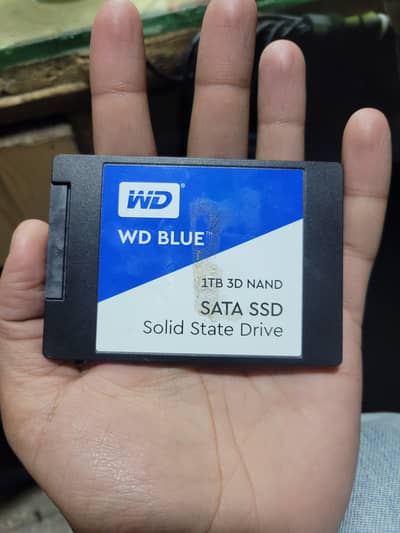 WD®
WD BLUE™
1TB 3D NAND
SATA SSD
Solid State Drive